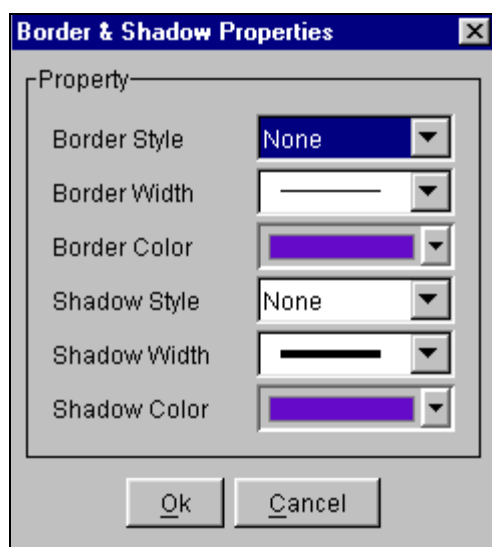 Border & Shadow Properties
Property
Border Style None
Border Width
Border Color
Shadow Style None
Shadow Width
Shadow Color
Ok Cancel